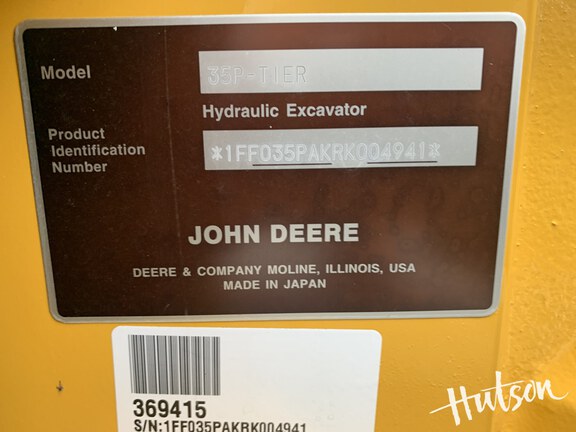 Model
35P-TIER
Hydraulic Excavator
Product
Identification
Number
*1FF035PAKRK004941*
JOHN DEERE
DEERE & COMPANY MOLINE, ILLINOIS, USA
MADE IN JAPAN
369415
S/N:1FF035PAKRK004941
Hutson